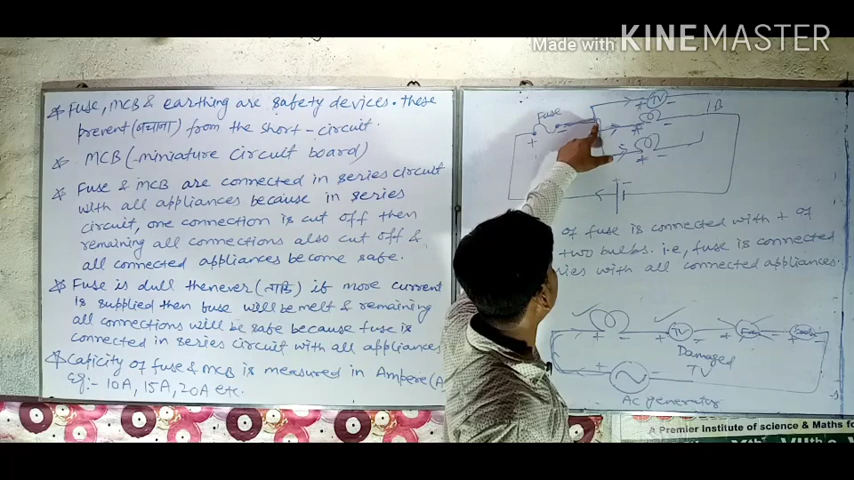 Made with KINEMASTER
Fuse, MCB & earthing are safety devices. these
prevent (बचाना) from the short-circuit.
MCB (miniature circuit board)
Fuse & MCB are connected in series circuit
with all appliances because in series
circuit, one connection is cut off then
remaining all connections also cut off &
all connected appliances become safe.
Fuse is dull thenever if more current
is supplied then fuse will be melt & remaining
all connections will be safe because fuse is
connected in series circuit with all appliances
Capicity of fuse & MCB is measured in Ampere (A
Eg:- 10A, 15A, 20A etc.
Fuse
TV
B
S
+ -
of fuse is connected with + of
two bulbs. i.e, fuse is connected
ries with all connected appliances.
TV
Damaged
TV
Ac generator
A Premier Institute of science & Maths fo